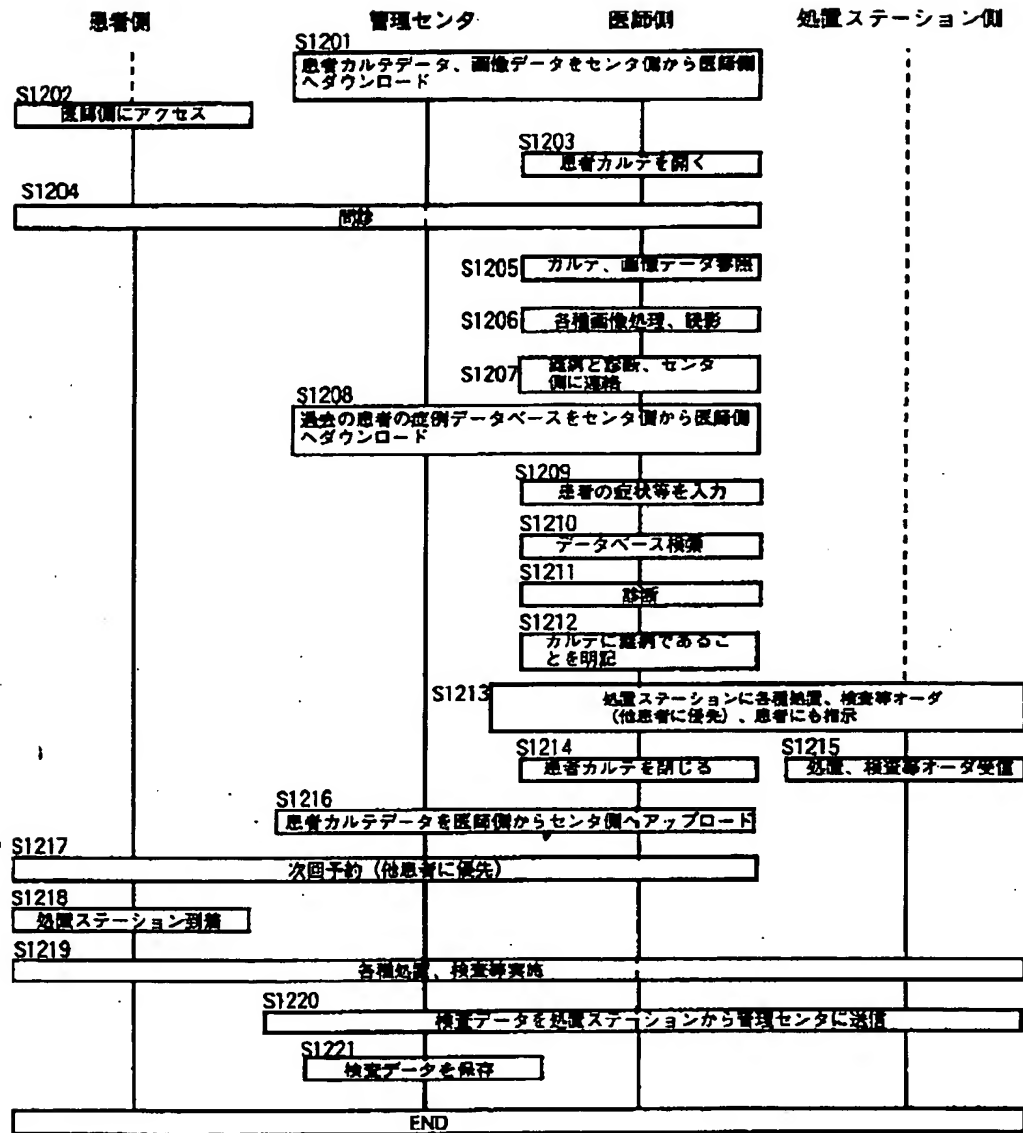 患者側
管理センタ
医師側
処置ステーション側
S1201
患者カルテデータ、画像データをセンタ側から医師側
へダウンロード
S1202
医師側にアクセス
S1203
患者カルテを開く
S1204
問診
S1205
カルテ、画像データ参照
S1206
各種画像処理、読影
S1207
難病と診断、センタ
側に連絡
S1208
過去の患者の症例データベースをセンタ側から医師側
へダウンロード
S1209
患者の症状等を入力
S1210
データベース検索
S1211
診断
S1212
カルテに難病であるこ
とを明記
S1213
処置ステーションに各種処置、検査等オーダ
(他患者に優先)、患者にも指示
S1214
患者カルテを閉じる
S1215
処置、検査等オーダ受信
S1216
患者カルテデータを医師側からセンタ側へアップロード
S1217
次回予約 (他患者に優先)
S1218
処置ステーション到着
S1219
各種処置、検査等実施
S1220
検査データを処置ステーションから管理センタに送信
S1221
検査データを保存
END